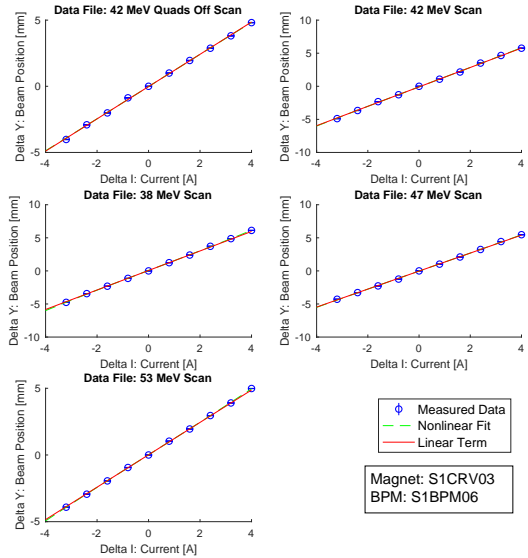 Data File: 42 MeV Quads Off Scan
Delta Y: Beam Position [mm]
5
0
-5
-4 -2 0 2 4
Delta I: Current [A]
Data File: 42 MeV Scan
Delta Y: Beam Position [mm]
10
5
0
-5
-10
-4 -2 0 2 4
Delta I: Current [A]
Data File: 38 MeV Scan
Delta Y: Beam Position [mm]
10
5
0
-5
-10
-4 -2 0 2 4
Delta I: Current [A]
Data File: 47 MeV Scan
Delta Y: Beam Position [mm]
10
5
0
-5
-10
-4 -2 0 2 4
Delta I: Current [A]
Data File: 53 MeV Scan
Delta Y: Beam Position [mm]
5
0
-5
-4 -2 0 2 4
Delta I: Current [A]
Measured Data
Nonlinear Fit
Linear Term
Magnet: S1CRV03
BPM: S1BPM06